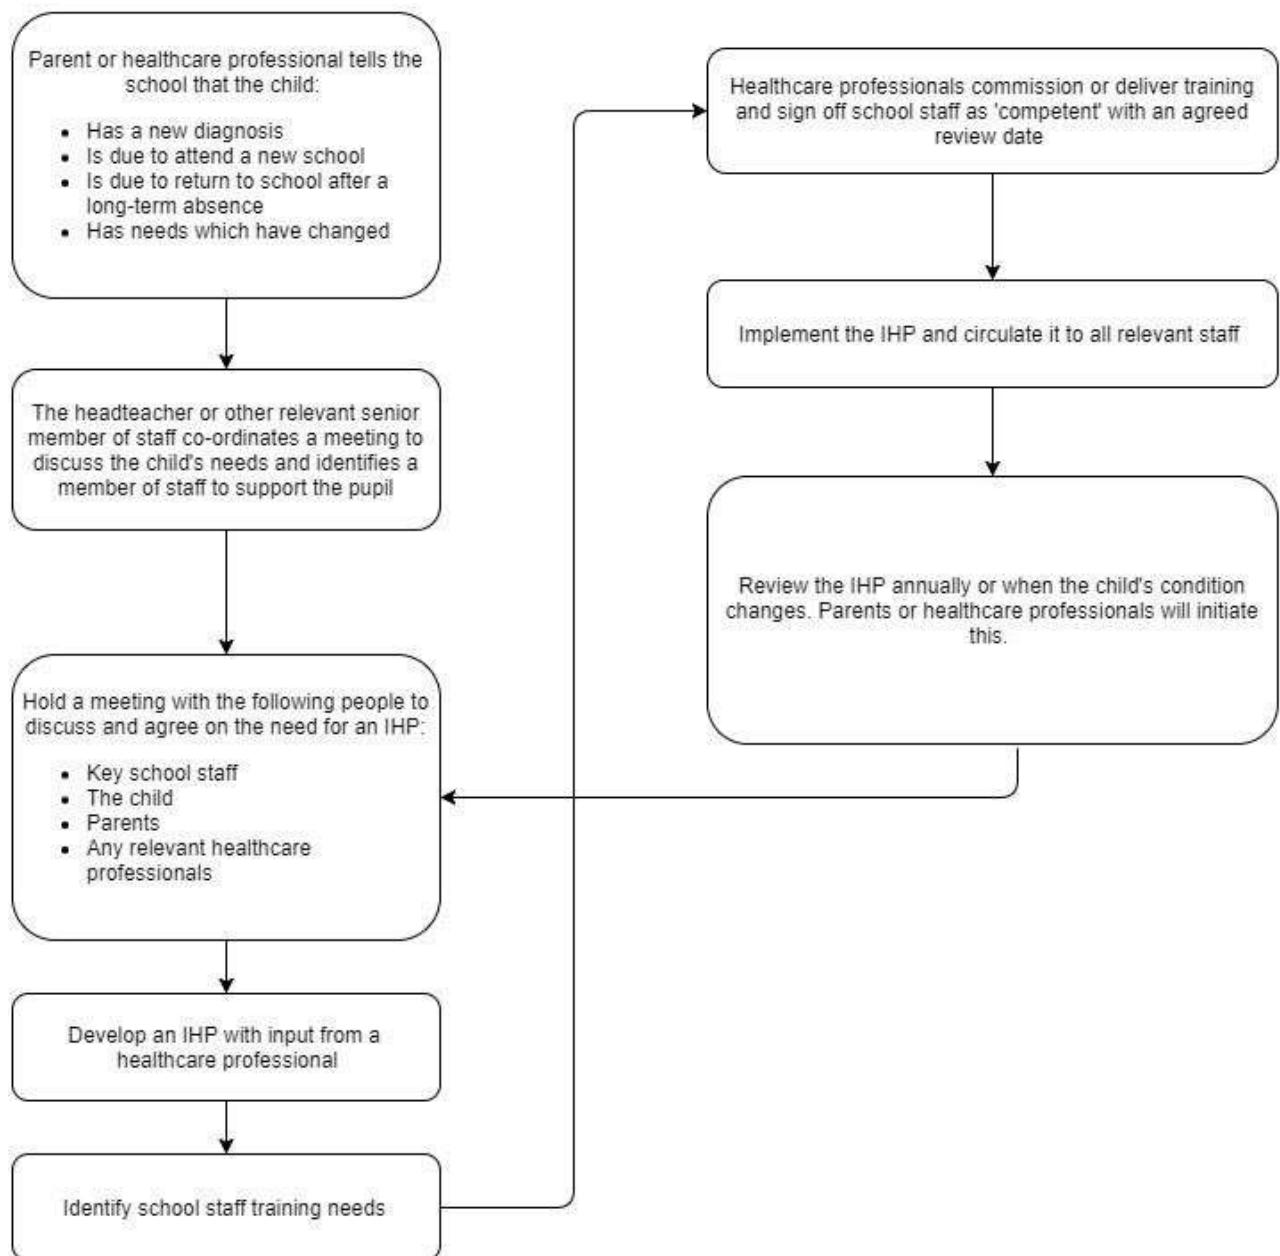 Parent or healthcare professional tells the
school that the child:
• Has a new diagnosis
• Is due to attend a new school
• Is due to return to school after a
long-term absence
• Has needs which have changed
The headteacher or other relevant senior
member of staff co-ordinates a meeting to
discuss the child's needs and identifies a
member of staff to support the pupil
Hold a meeting with the following people to
discuss and agree on the need for an IHP:
• Key school staff
• The child
• Parents
• Any relevant healthcare
professionals
Develop an IHP with input from a
healthcare professional
Identify school staff training needs
Healthcare professionals commission or deliver training
and sign off school staff as 'competent' with an agreed
review date
Implement the IHP and circulate it to all relevant staff
Review the IHP annually or when the child's condition
changes. Parents or healthcare professionals will initiate
this.